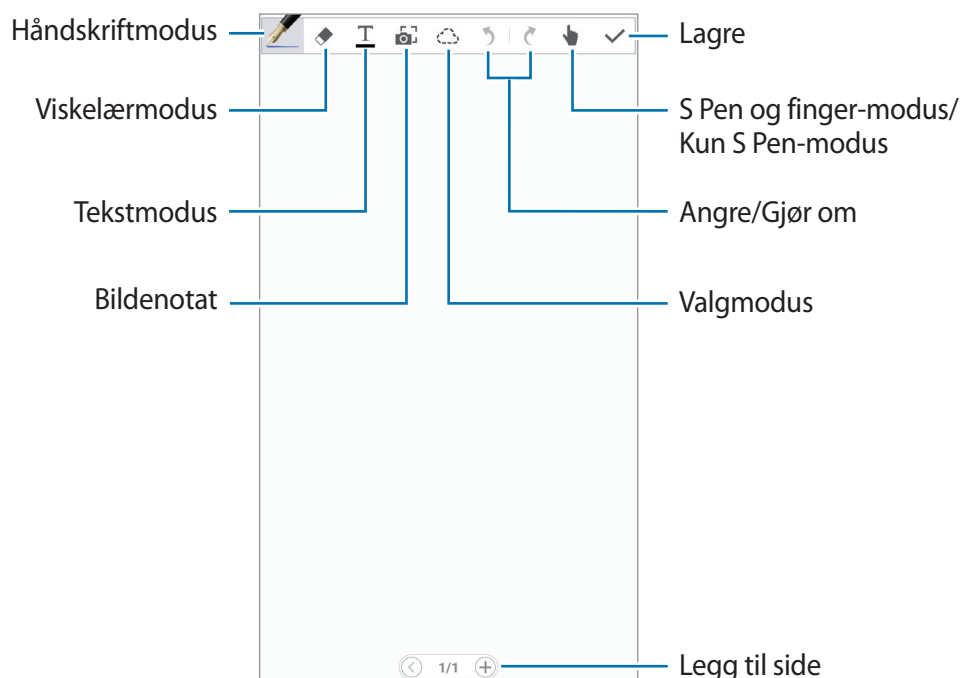 Håndskriftmodus
Viskelærmodus
Tekstmodus
Bildenotat
T
Lagre
S Pen og finger-modus/
Kun S Pen-modus
Angre/Gjør om
Valgmodus
1/1
Legg til side